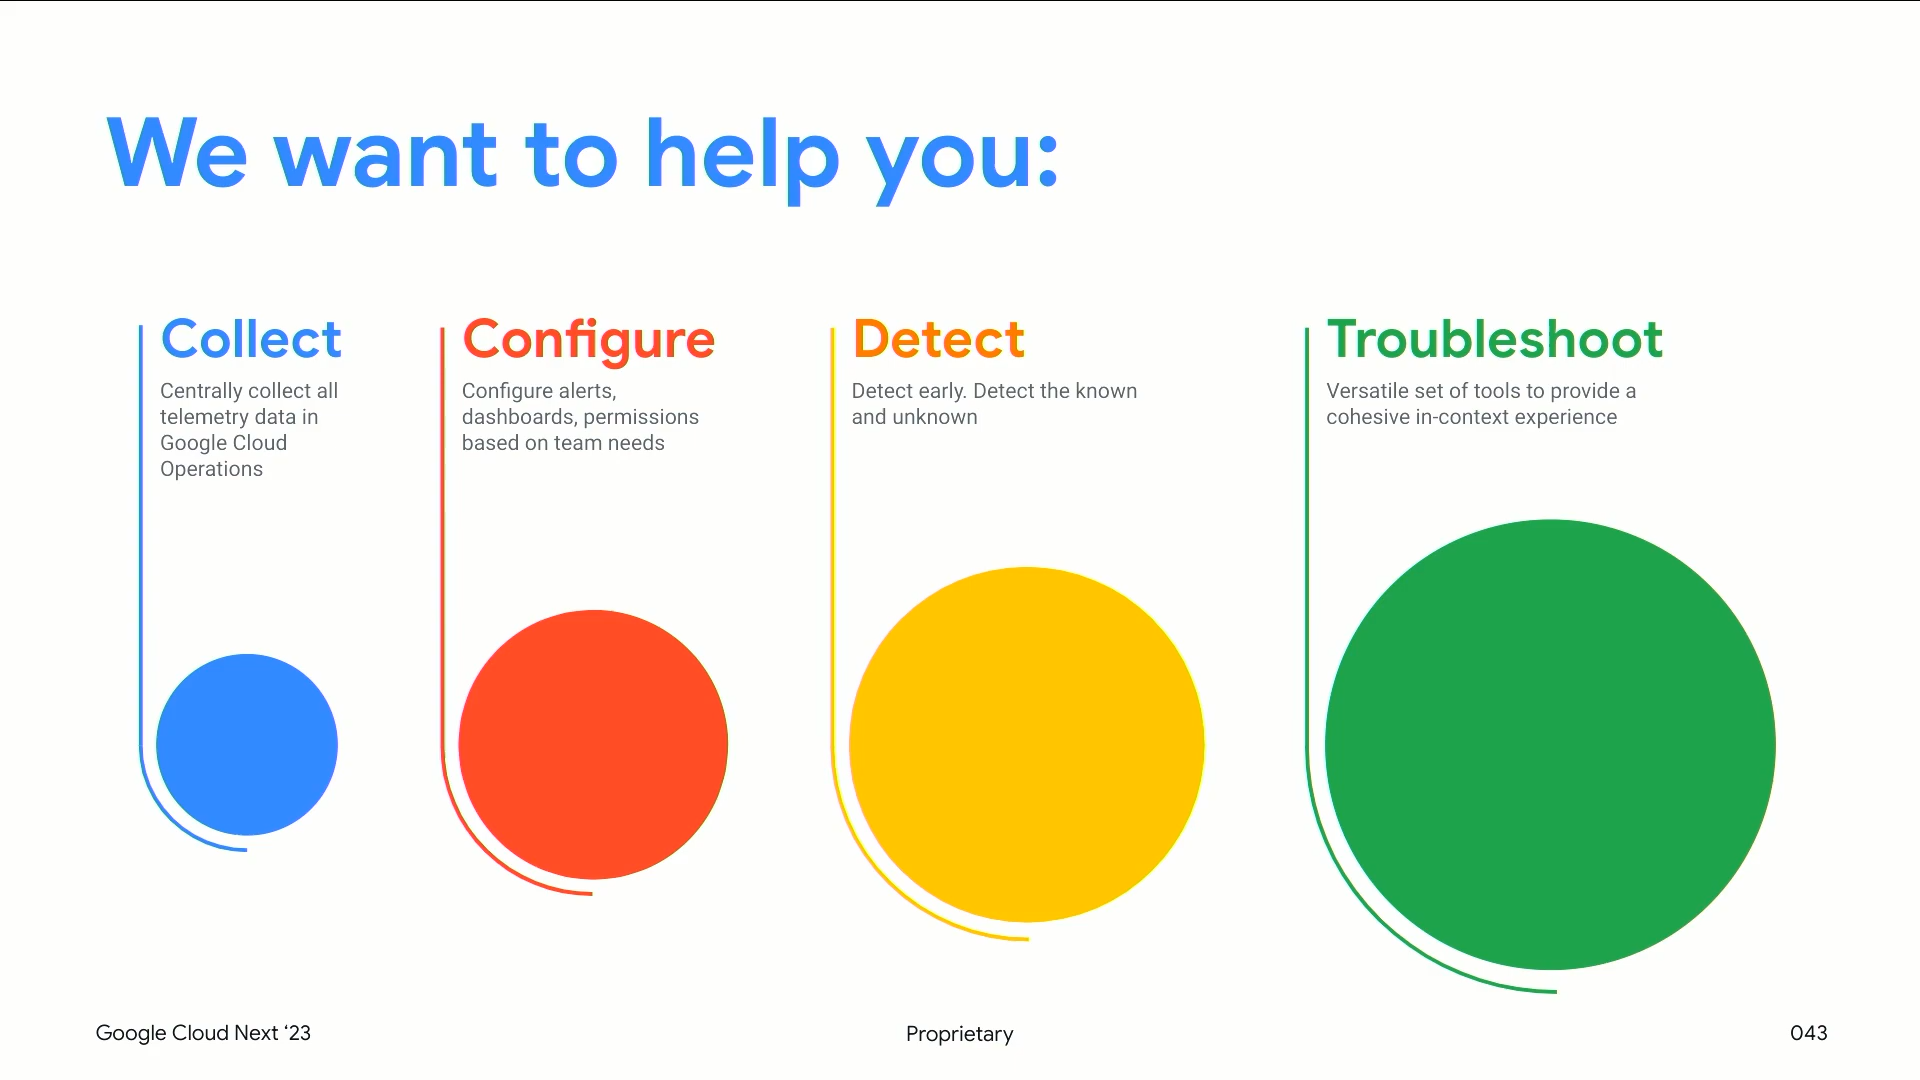 We want to help you:
Collect
Centrally collect all
telemetry data in
Google Cloud
Operations
Configure
Configure alerts,
dashboards, permissions
based on team needs
Detect
Detect early. Detect the known
and unknown
Troubleshoot
Versatile set of tools to provide a
cohesive in-context experience
Google Cloud Next ‘23
Proprietary
043